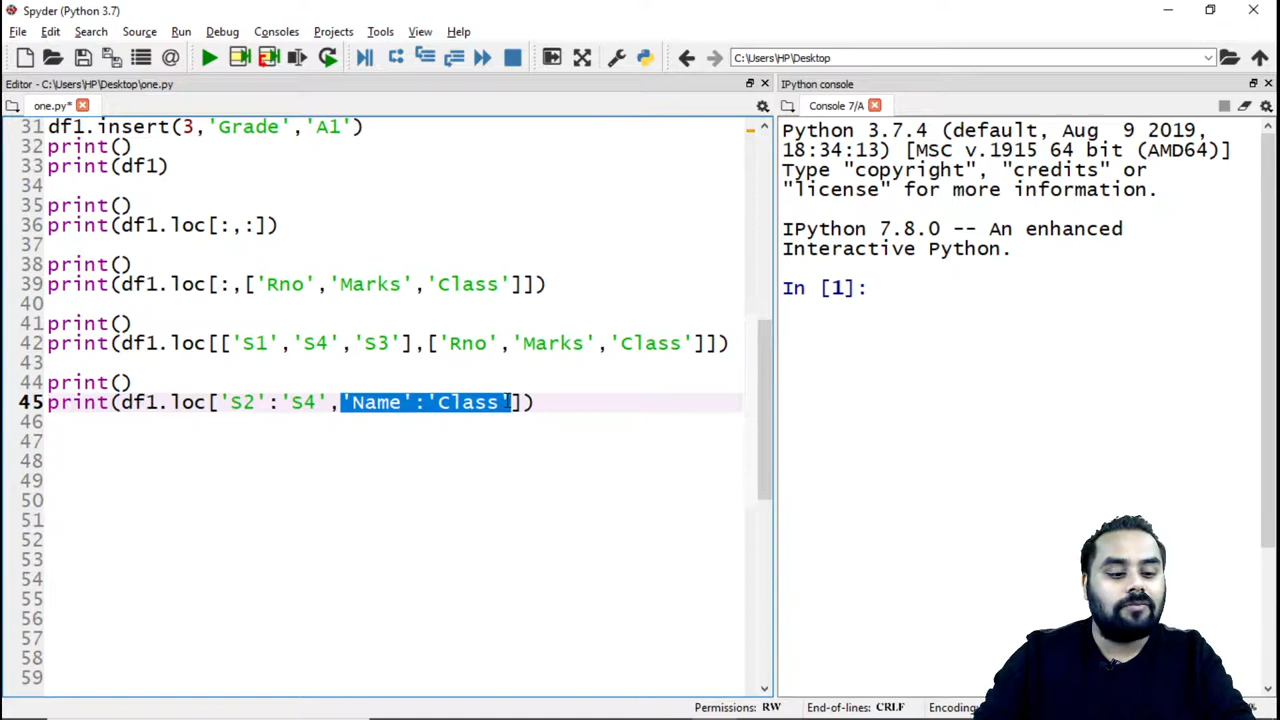 Spyder (Python 3.7)
File Edit Search Source Run Debug Consoles Projects Tools View Help
C:\Users\HP\Desktop
Editor - C:\Users\HP\Desktop\one.py
IPython console
one.py*
Console 7/A
31 df1.insert(3,'Grade','A1')
32 print()
33 print(df1)
34
35 print()
36 print(df1.loc[:,:])
37
38 print()
39 print(df1.loc[:,['Rno','Marks','Class']])
40
41 print()
42 print(df1.loc[['S1','S4','S3'],['Rno','Marks','Class']])
43
44 print()
45 print(df1.loc['S2':'S4','Name':'Class'])
46
47
48
49
50
51
52
53
54
55
56
57
58
59
Python 3.7.4 (default, Aug 9 2019,
18:34:13) [MSC v.1915 64 bit (AMD64)]
Type "copyright", "credits" or
"license" for more information.
IPython 7.8.0 -- An enhanced
Interactive Python.
In [1]:
Permissions: RW End-of-lines: CRLF Encoding